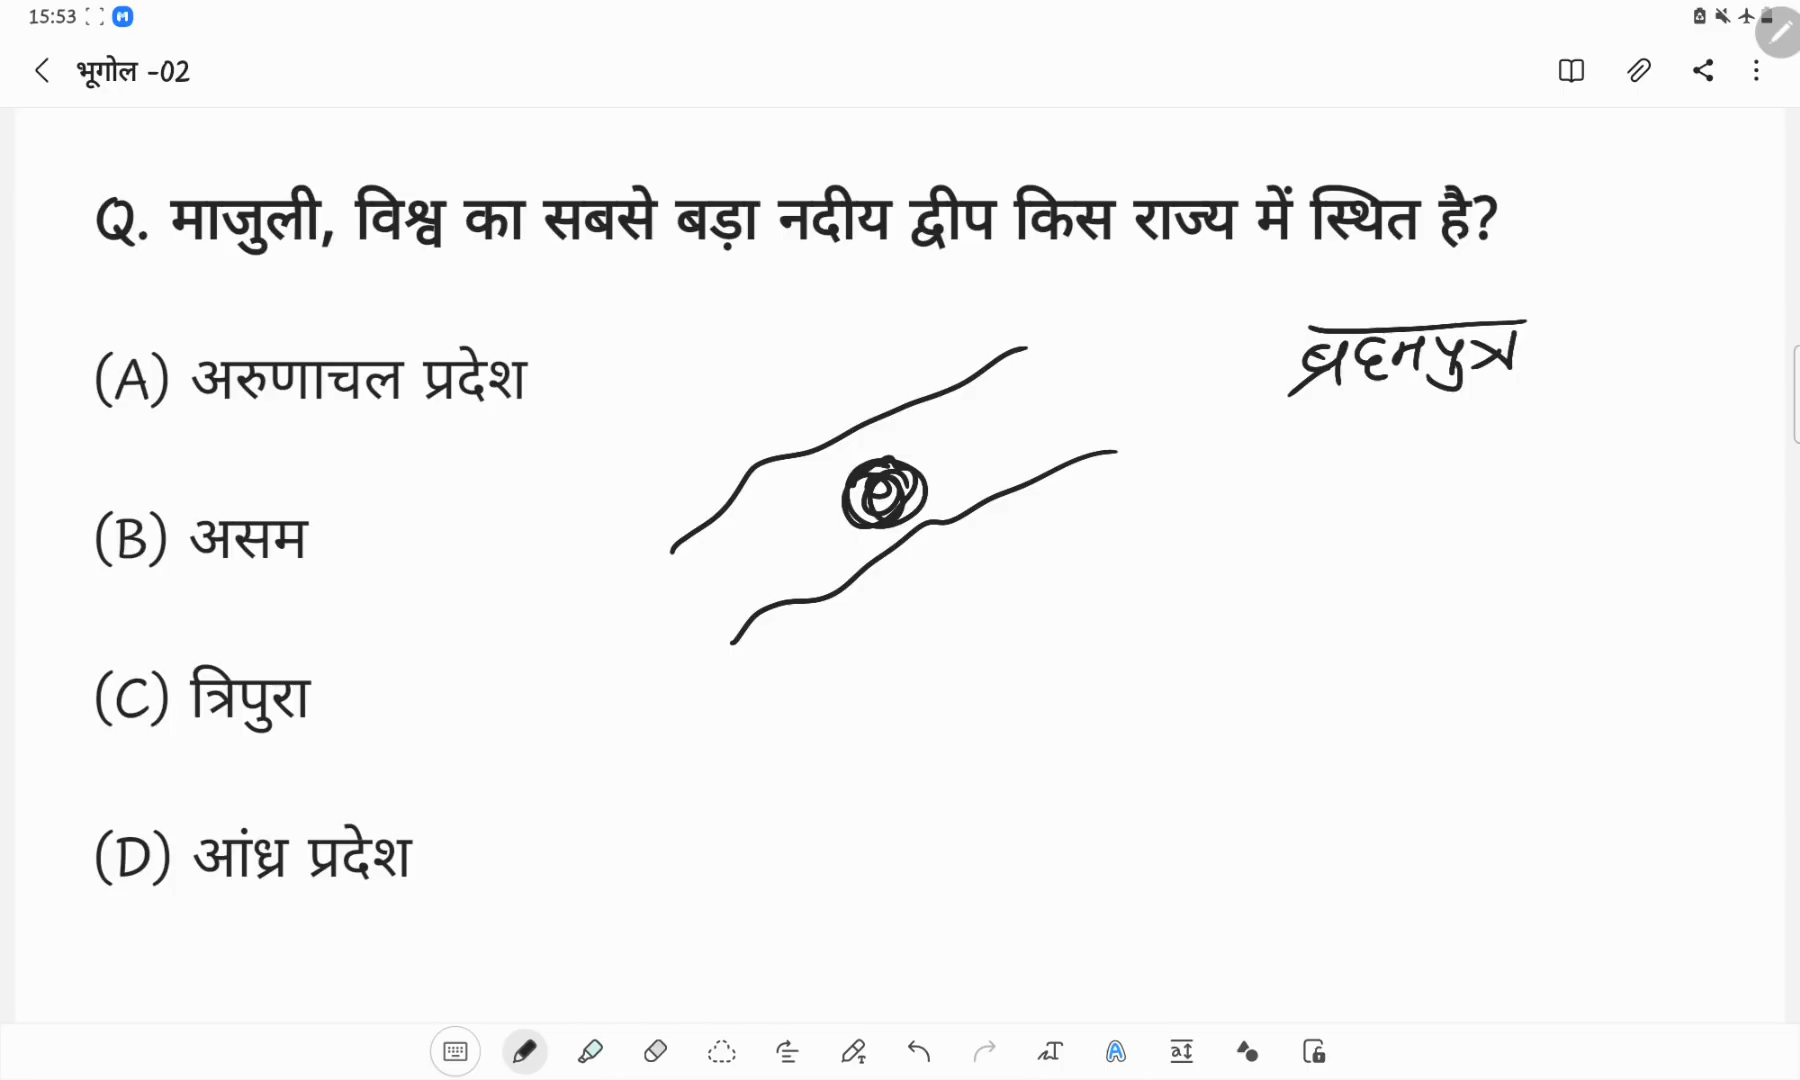 15:53
भूगोल -02
Q. माजुली, विश्व का सबसे बड़ा नदीय द्वीप किस राज्य में स्थित है?
ब्रह्मपुत्र
(A) अरुणाचल प्रदेश
(B) असम
(C) त्रिपुरा
(D) आंध्र प्रदेश